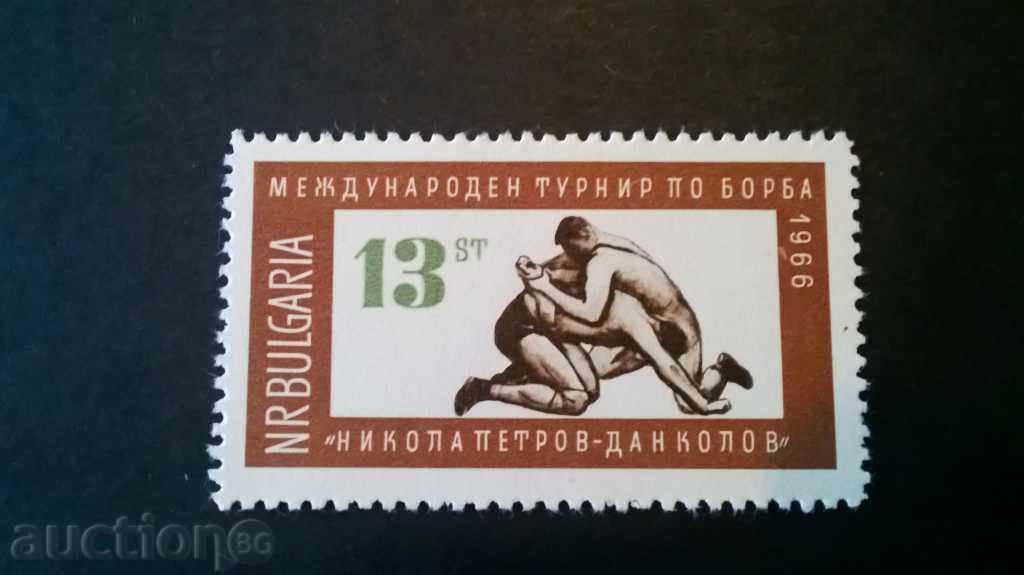 МЕЖДУНАРОДЕН ТУРНИР ПО БОРБА
1966
NR BULGARIA
13 ST
"НИКОЛА ПЕТРОВ-ДАН КОЛОВ"
auction BG